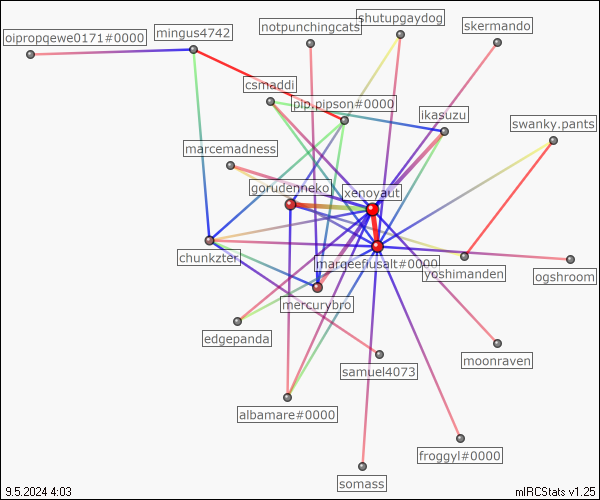 shutupgaydog
notpunchingcats
skermando
mingus4742
oipropqewe0171#0000
csmaddi
pip.pipson#0000
ikasuzu
swanky.pants
marcemadness
gorudenneko
xenoyaut
chunkzter
marqeefiusalt#0000
yoshimanden
ogshroom
mercurybro
edgepanda
moonraven
samuel4073
albamare#0000
froggyl#0000
somass
9.5.2024 4:03
mIRCStats v1.25